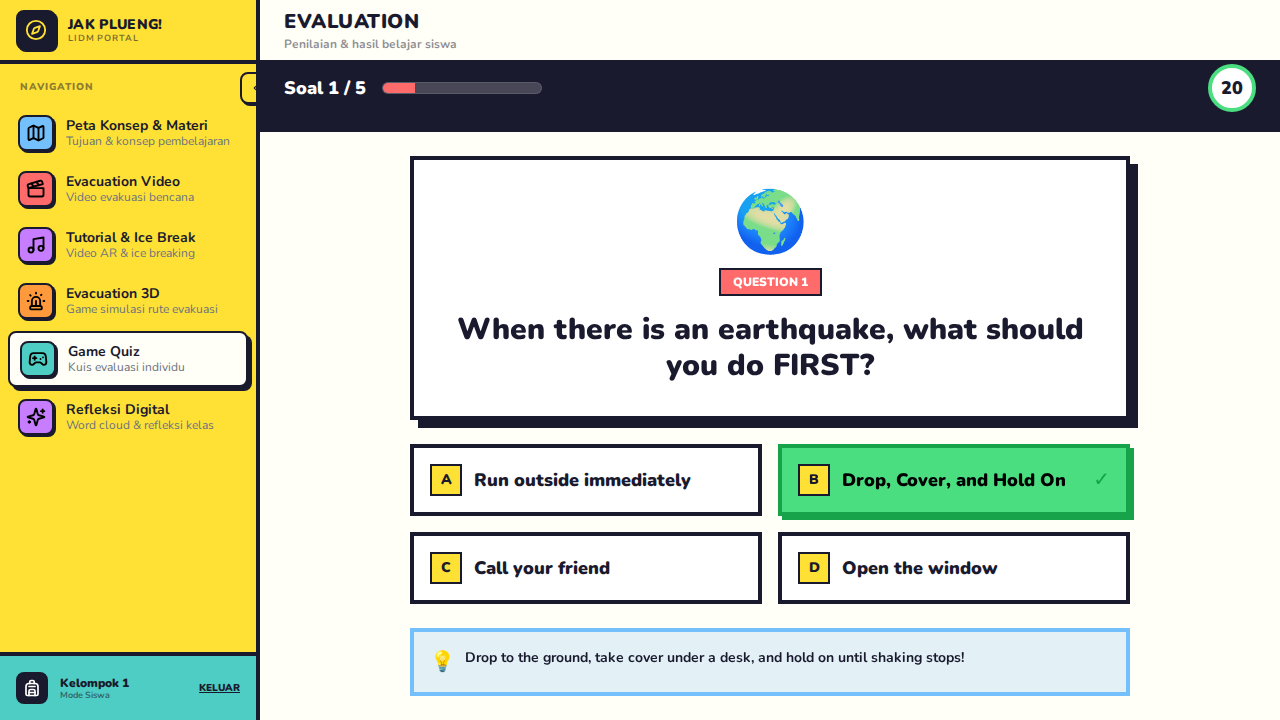 JAK PLUENG!
LIDM PORTAL
NAVIGATION
Peta Konsep & Materi
Tujuan & konsep pembelajaran
Evacuation Video
Video evakuasi bencana
Tutorial & Ice Break
Video AR & ice breaking
Evacuation 3D
Game simulasi rute evakuasi
Game Quiz
Kuis evaluasi individu
Refleksi Digital
Word cloud & refleksi kelas
Kelompok 1
Mode Siswa
KELUAR
EVALUATION
Penilaian & hasil belajar siswa
Soal 1 / 5
20
QUESTION 1
When there is an earthquake, what should
you do FIRST?
A Run outside immediately
B Drop, Cover, and Hold On ✓
C Call your friend
D Open the window
Drop to the ground, take cover under a desk, and hold on until shaking stops!